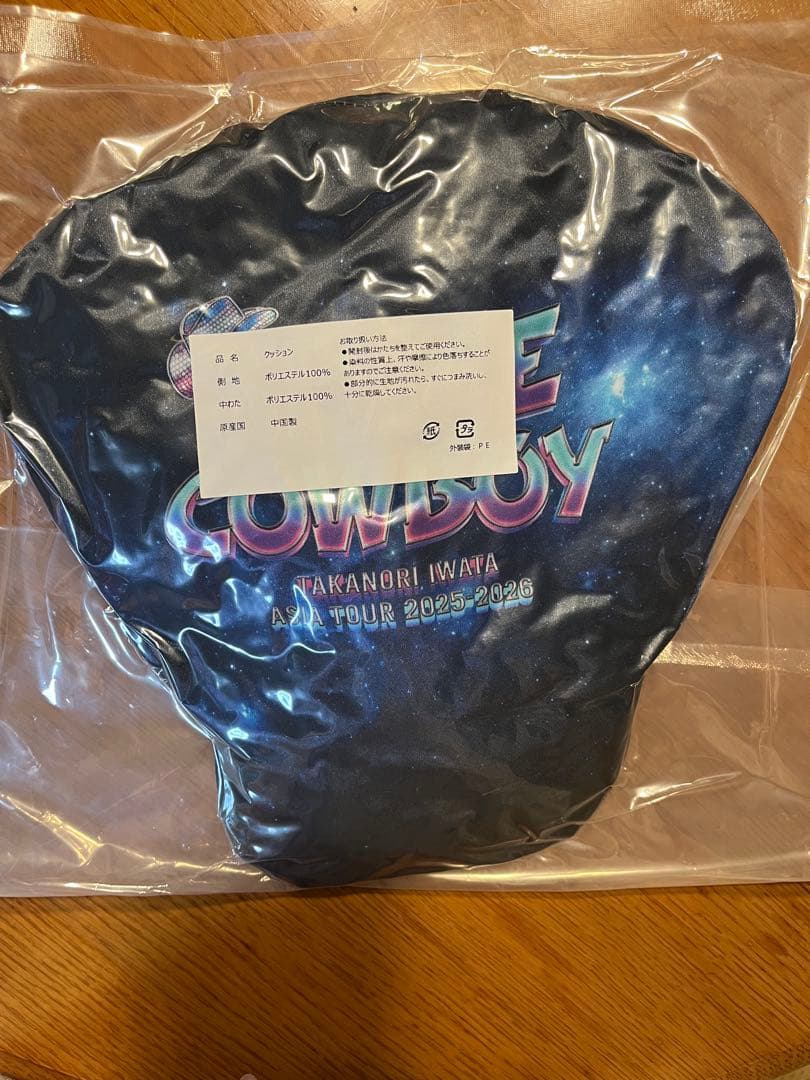 品 名 クッション
側 地 ポリエステル100%
中わた ポリエステル100%
原産国 中国製
お取り扱い方法
●開封後はかたちを整えてご使用ください。
●染料の性質上、汗や摩擦により色落ちすることが
ありますのでご注意ください。
●部分的に生地が汚れたら、すぐにつまみ洗いし、
十分に乾燥してください。
紙 プラ
外装袋：PE
COWBOY
TAKANORI IWATA
ASIA TOUR 2025-2026